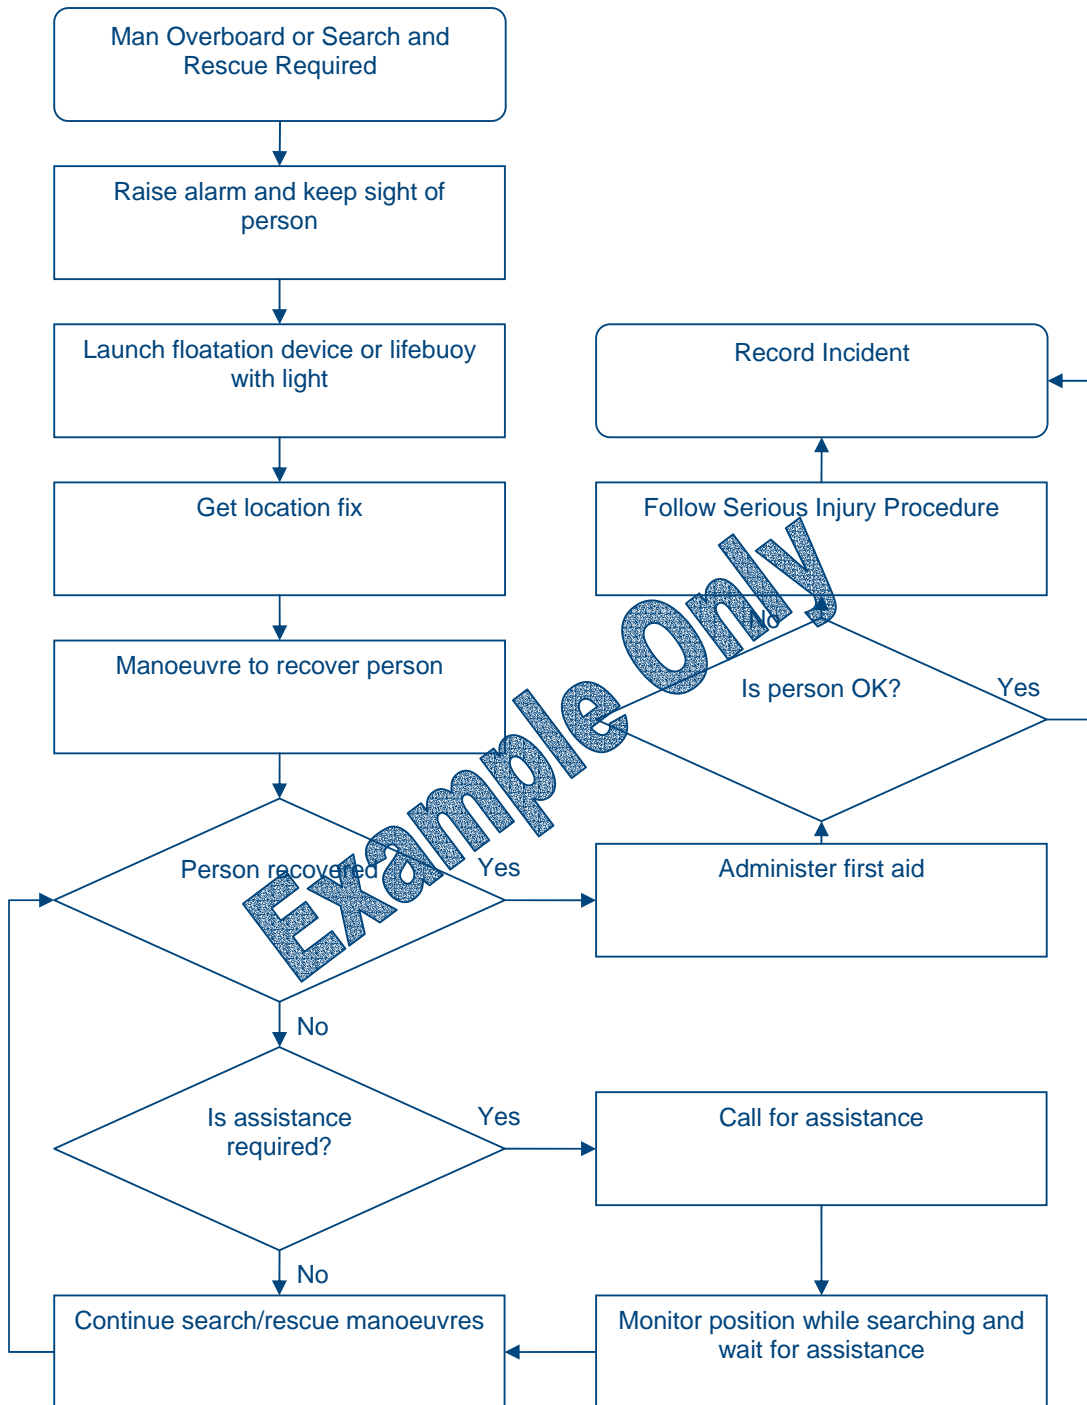 Man Overboard or Search and
Rescue Required
Raise alarm and keep sight of
person
Launch floatation device or lifebuoy
with light
Record Incident
Get location fix
Follow Serious Injury Procedure
Manoeuvre to recover person
No
Is person OK?
Yes
Person recovered
Yes
Administer first aid
No
Is assistance
required?
Yes
Call for assistance
No
Continue search/rescue manoeuvres
Monitor position while searching and
wait for assistance
Example Only